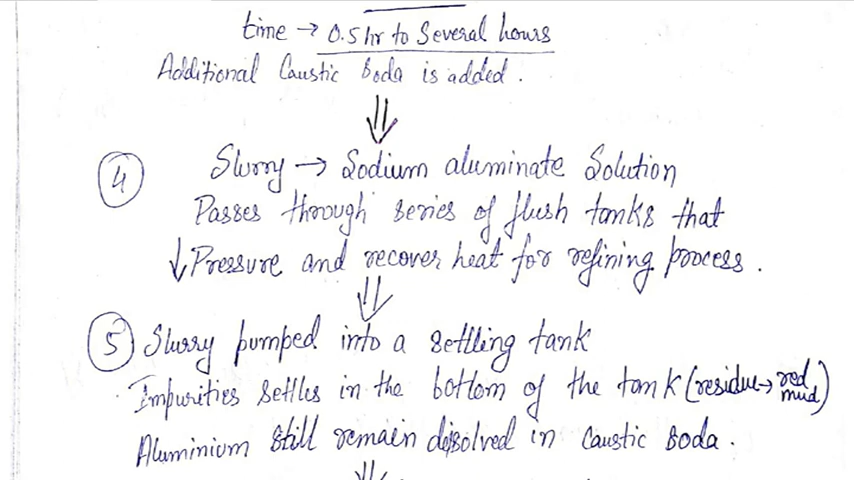 time → 0.5 hr to Several hours
Additional Caustic Soda is added.
4
Slurry → Sodium aluminate Solution
Passes through series of flush tanks that
↓ Pressure and recover heat for refining process.
5
Slurry pumped into a settling tank
Impurities Settles in the bottom of the tank (residue → red mud)
Aluminium Still remain dissolved in caustic Soda.